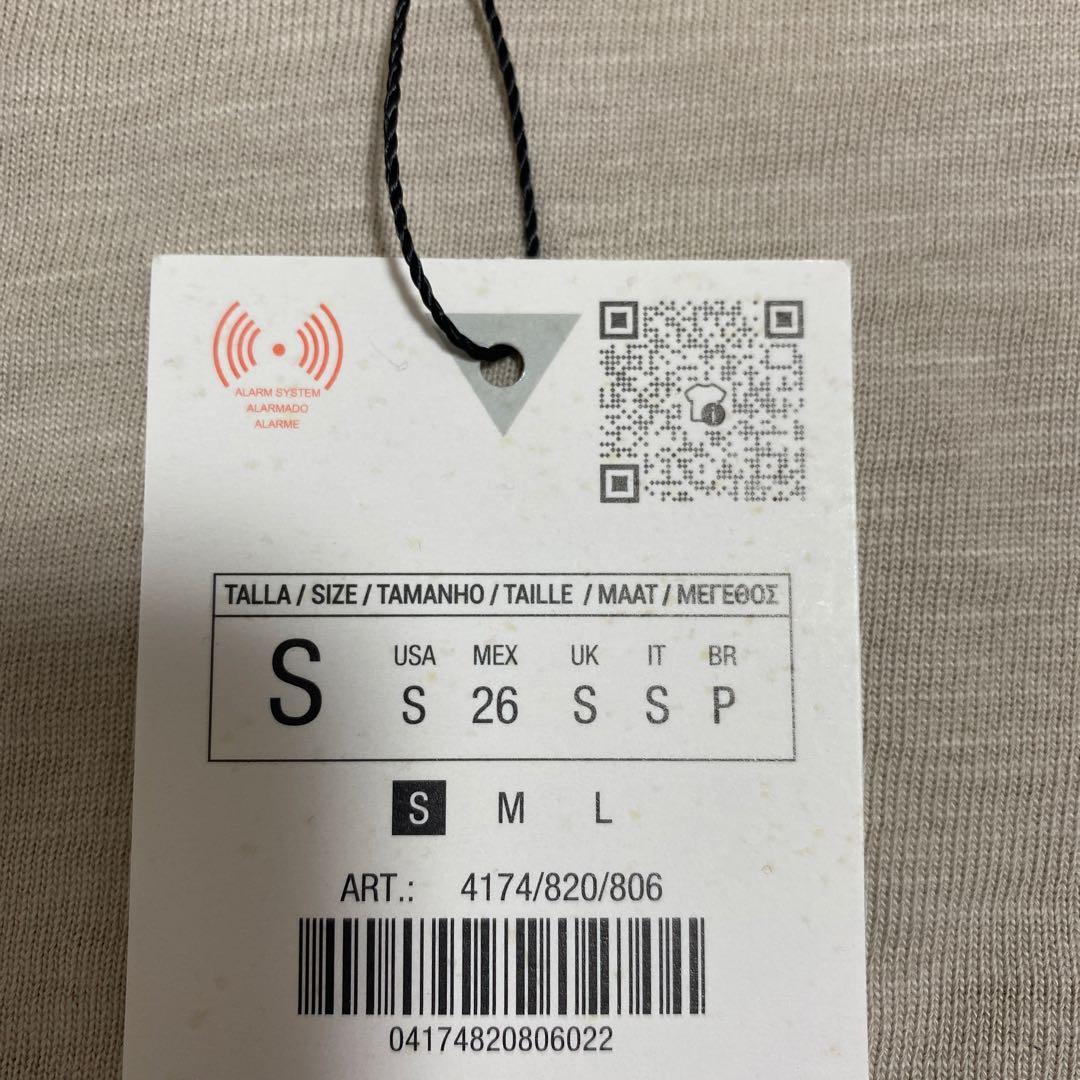 ALARM SYSTEM
ALARMADO
ALARME
TALLA / SIZE / TAMANHO / TAILLE / MAAT / ΜΕΓΕΘΟΣ
S
USA MEX UK IT BR
S 26 S S P
S M L
ART.: 4174/820/806
04174820806022